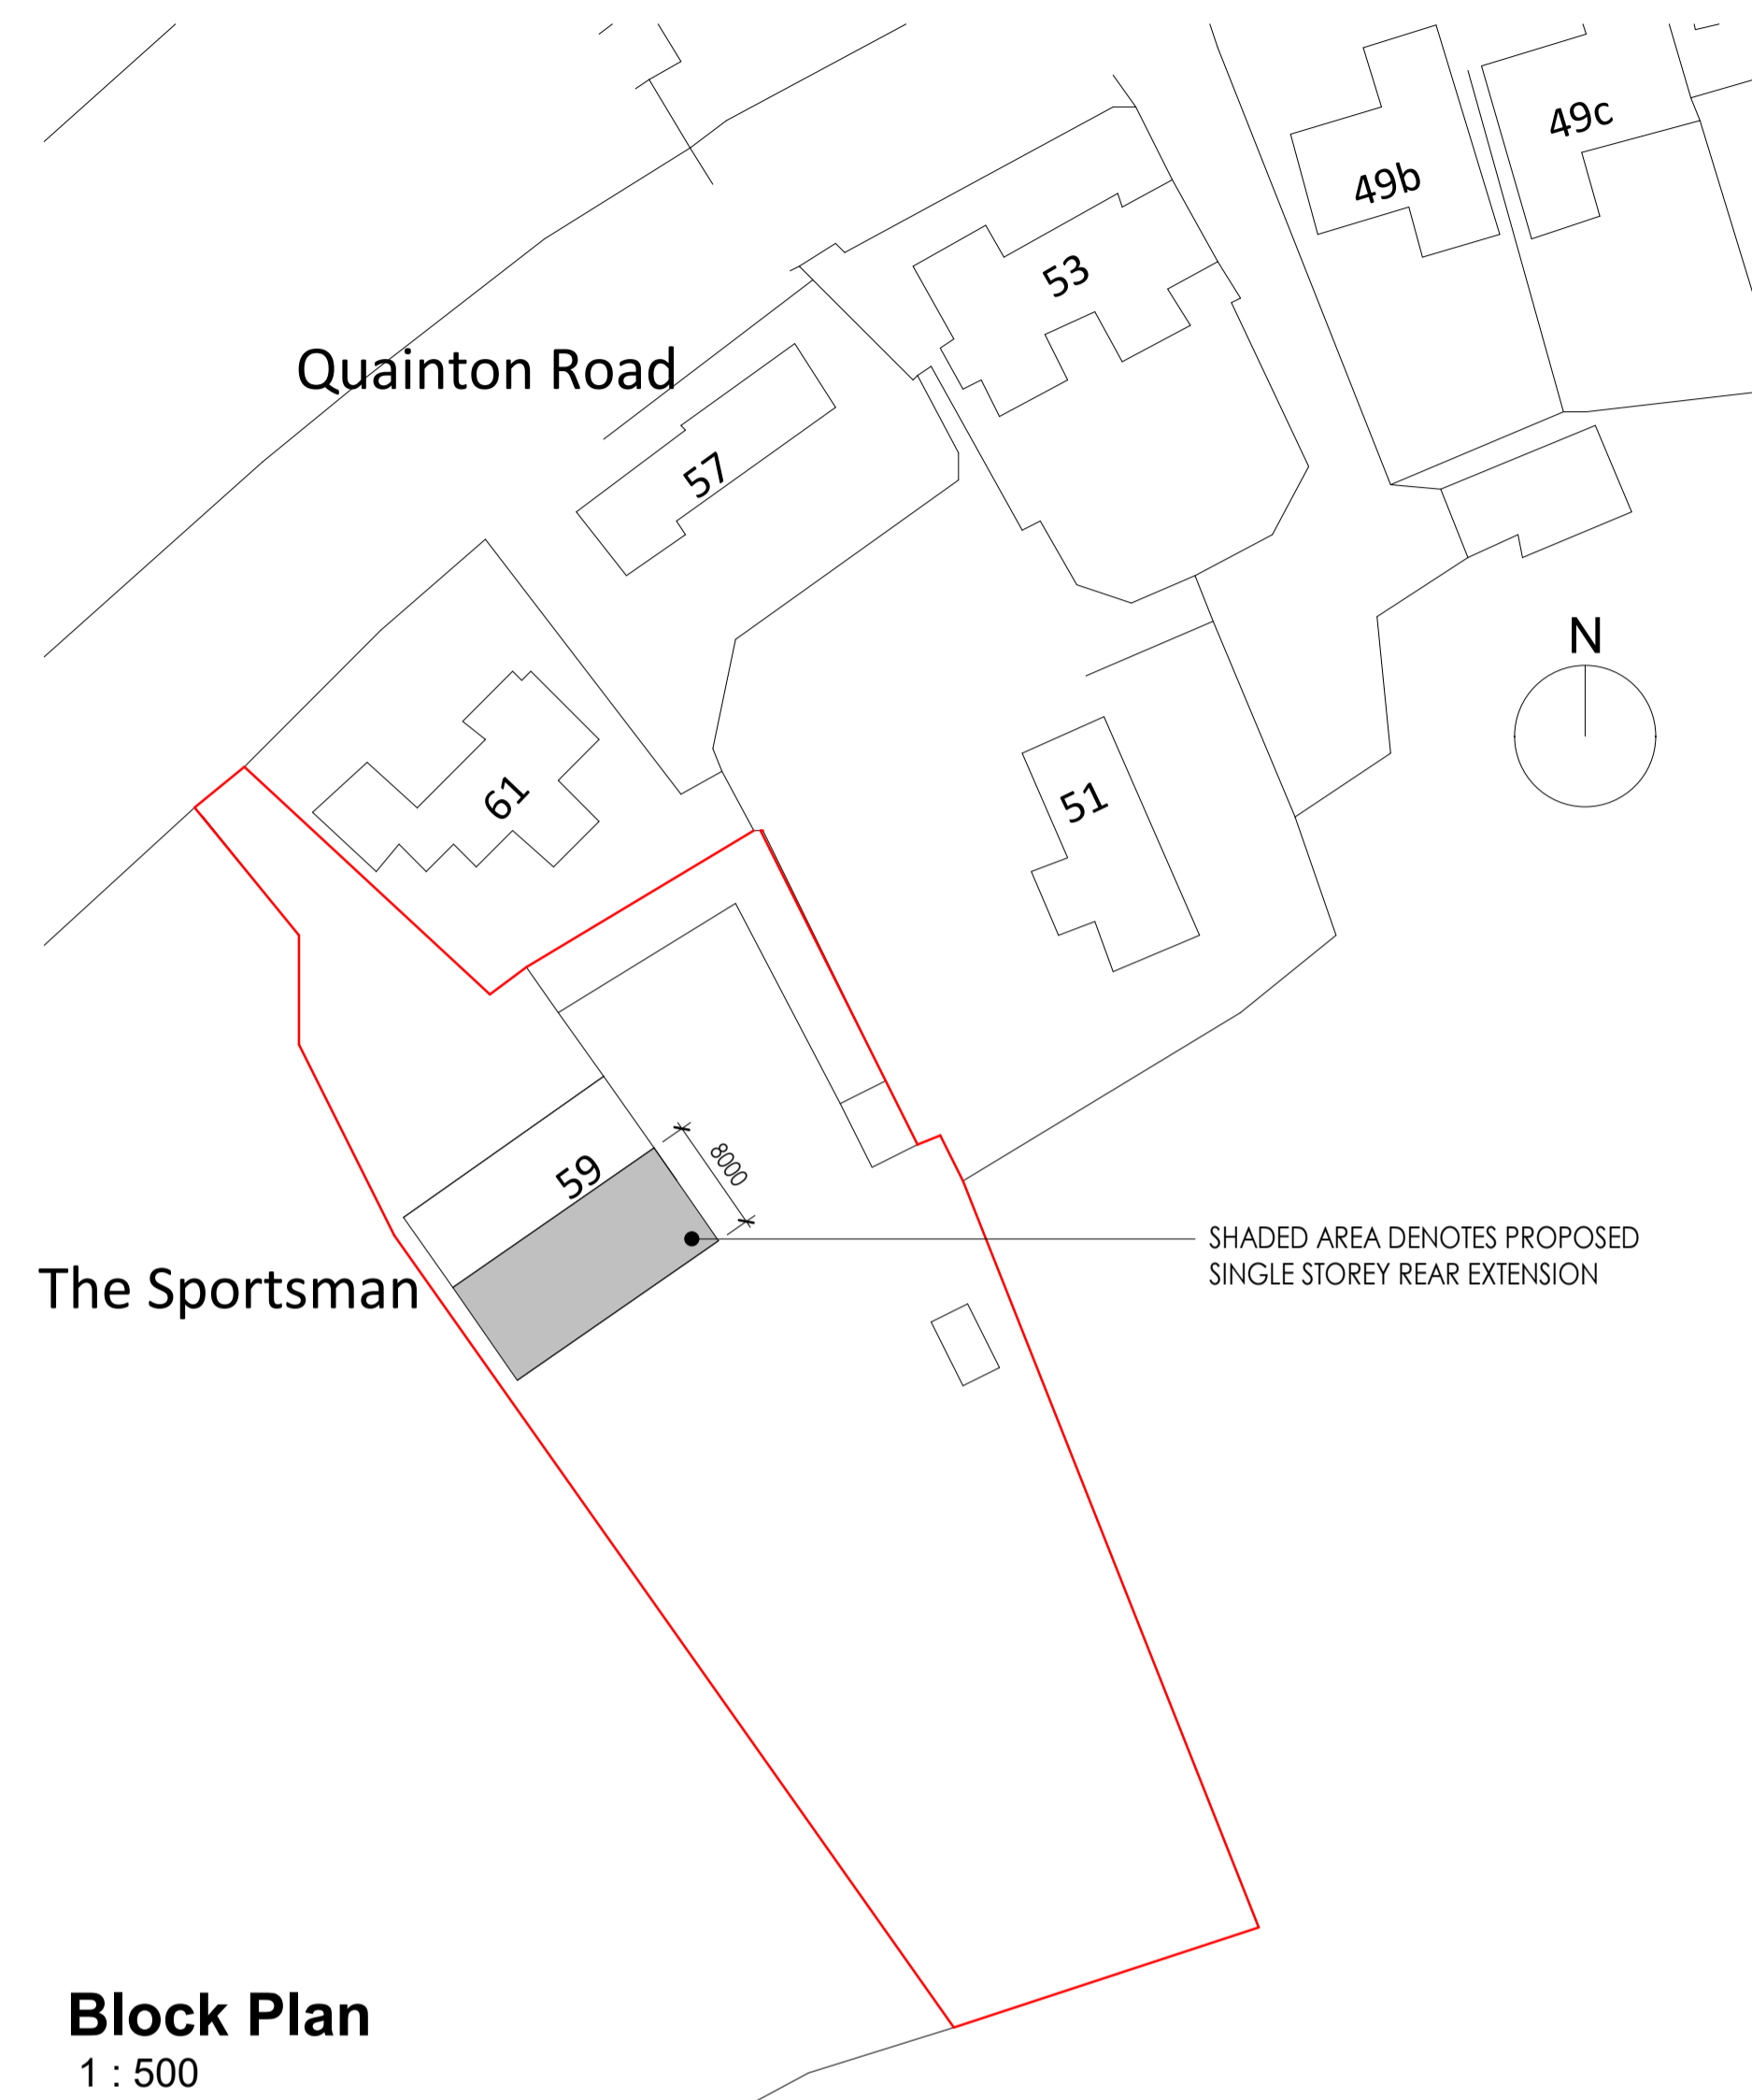 49c
49b
53
Quainton Road
57
N
61
51
8000
59
SHADED AREA DENOTES PROPOSED
SINGLE STOREY REAR EXTENSION
The Sportsman
Block Plan
1 : 500